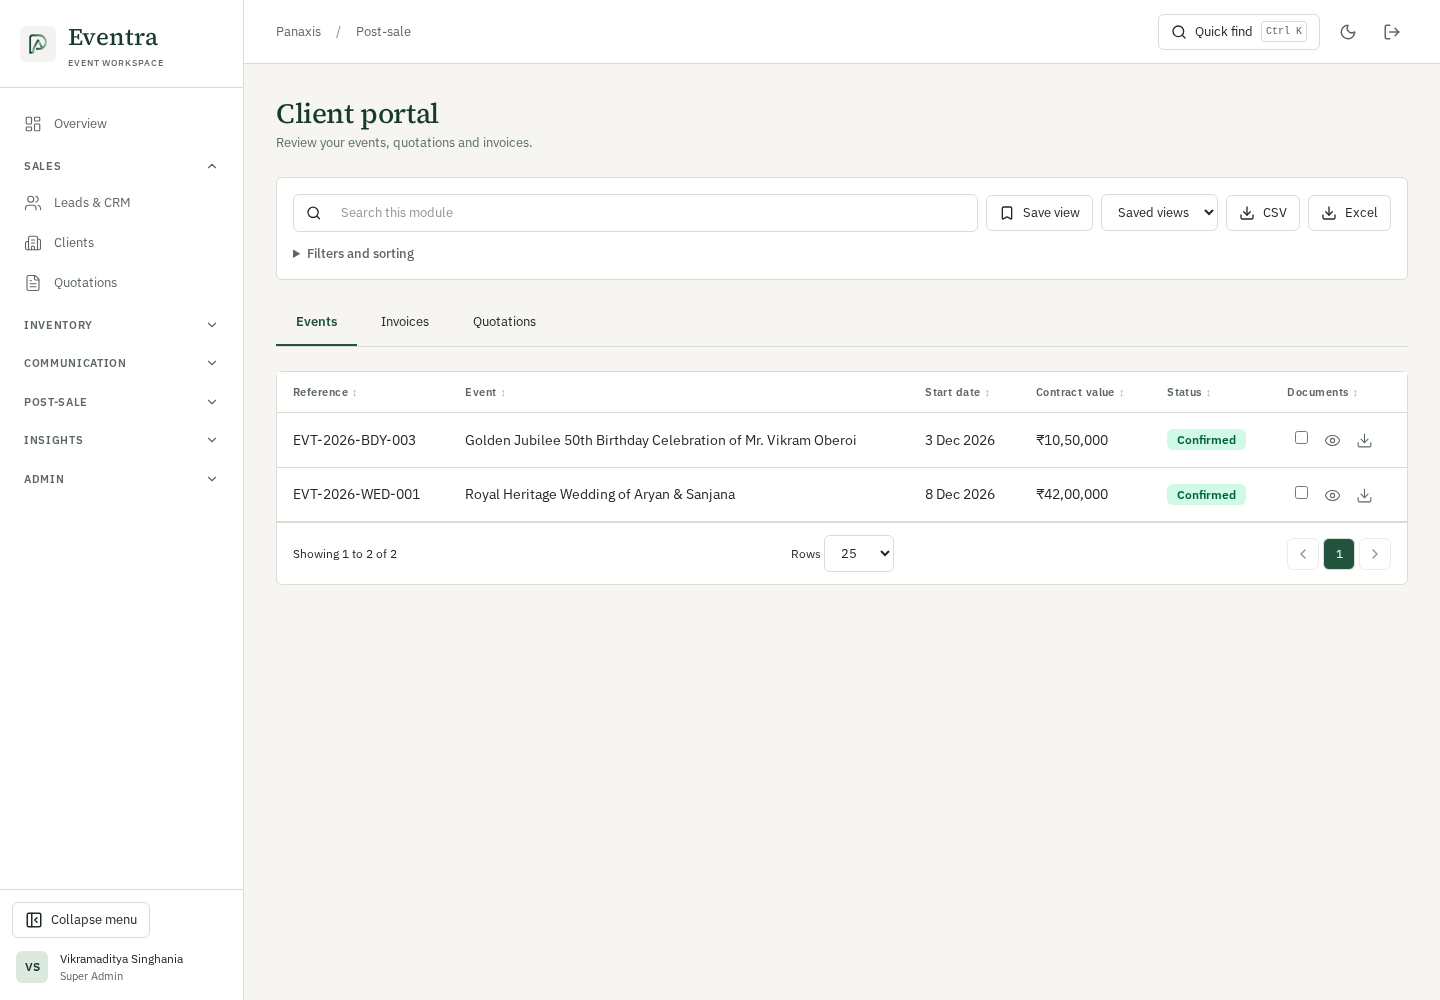 Eventra
EVENT WORKSPACE
Overview
SALES
Leads & CRM
Clients
Quotations
INVENTORY
COMMUNICATION
POST-SALE
INSIGHTS
ADMIN
Collapse menu
VS
Vikramaditya Singhania
Super Admin
Panaxis / Post-sale
Quick find Ctrl K
Client portal
Review your events, quotations and invoices.
Search this module
Save view
Saved views
CSV
Excel
Filters and sorting
Events Invoices Quotations
Reference ↕ Event ↕ Start date ↕ Contract value ↕ Status ↕ Documents ↕
EVT-2026-BDY-003 Golden Jubilee 50th Birthday Celebration of Mr. Vikram Oberoi 3 Dec 2026 ₹10,50,000 Confirmed
EVT-2026-WED-001 Royal Heritage Wedding of Aryan & Sanjana 8 Dec 2026 ₹42,00,000 Confirmed
Showing 1 to 2 of 2 Rows 25 1